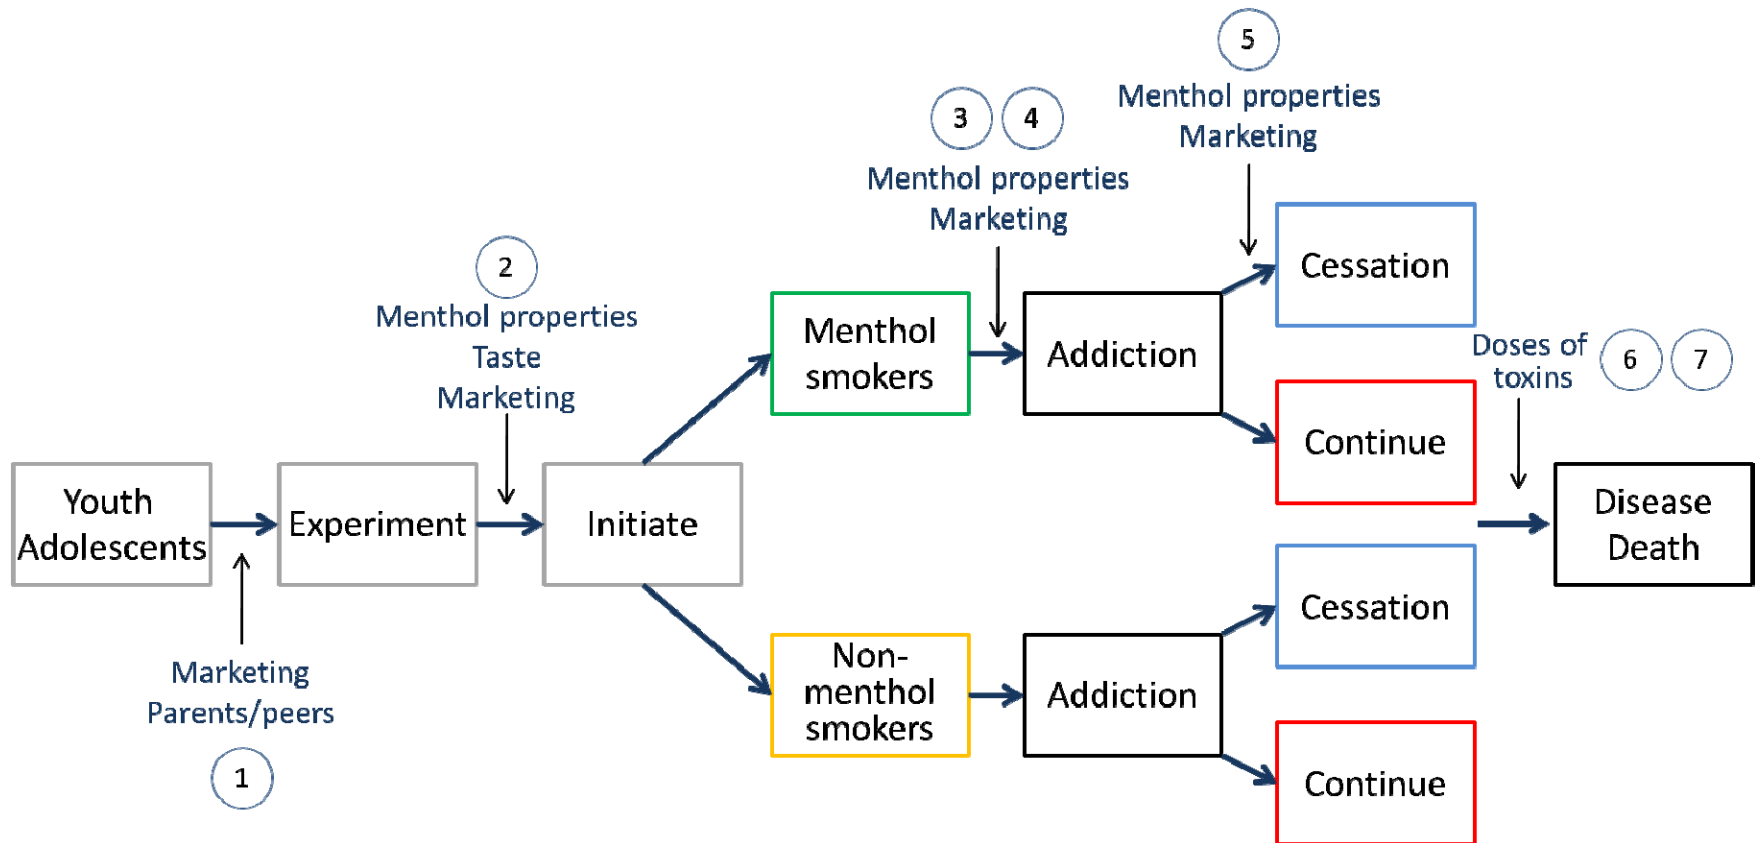 5
Menthol properties
Marketing
3 4
Menthol properties
Marketing
2
Menthol properties
Taste
Marketing
Cessation
Menthol
smokers
Addiction
Doses of
toxins
6 7
Continue
Youth
Adolescents
Experiment
Initiate
Disease
Death
Marketing
Parents/peers
1
Cessation
Non-
menthol
smokers
Addiction
Continue